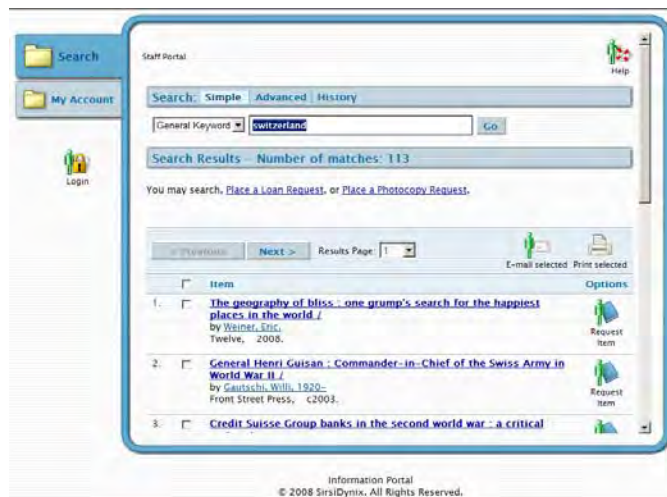 Search
My Account
Login
Staff Portal
Help
Search: Simple Advanced History
General Keyword switzerland Go
Search Results - Number of matches: 113
You may search, Place a Loan Request, or Place a Photocopy Request.
< Previous Next > Results Page: 1 E-mail selected Print selected
Item Options
1. The geography of bliss : one grump's search for the happiest
places in the world /
by Weiner, Eric.
Twelve, 2008.
Request
Item
2. General Henri Guisan : Commander-in-Chief of the Swiss Army in
World War II /
by Gautschi, Willi, 1920-
Front Street Press, c2003.
Request
Item
3. Credit Suisse Group banks in the second world war : a critical
Information Portal
© 2008 SirsiDynix. All Rights Reserved.